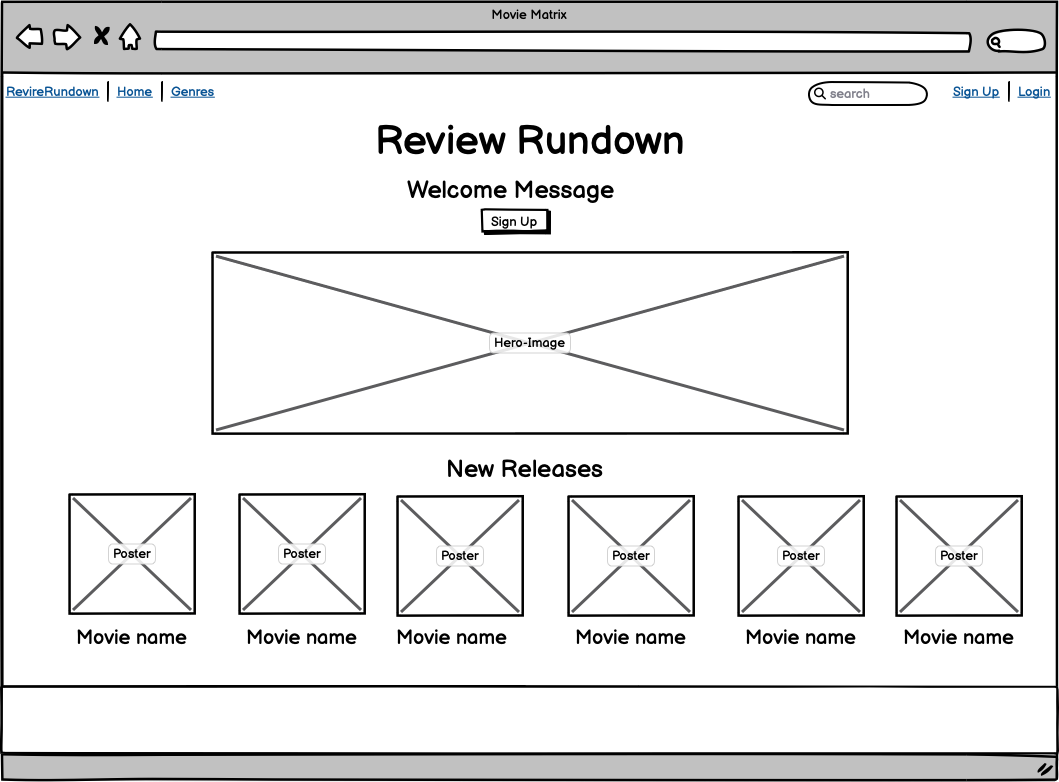 Movie Matrix
RevireRundown Home Genres search Sign Up Login
Review Rundown
Welcome Message
Sign Up
Hero-Image
New Releases
Poster Poster Poster Poster Poster Poster
Movie name Movie name Movie name Movie name Movie name Movie name